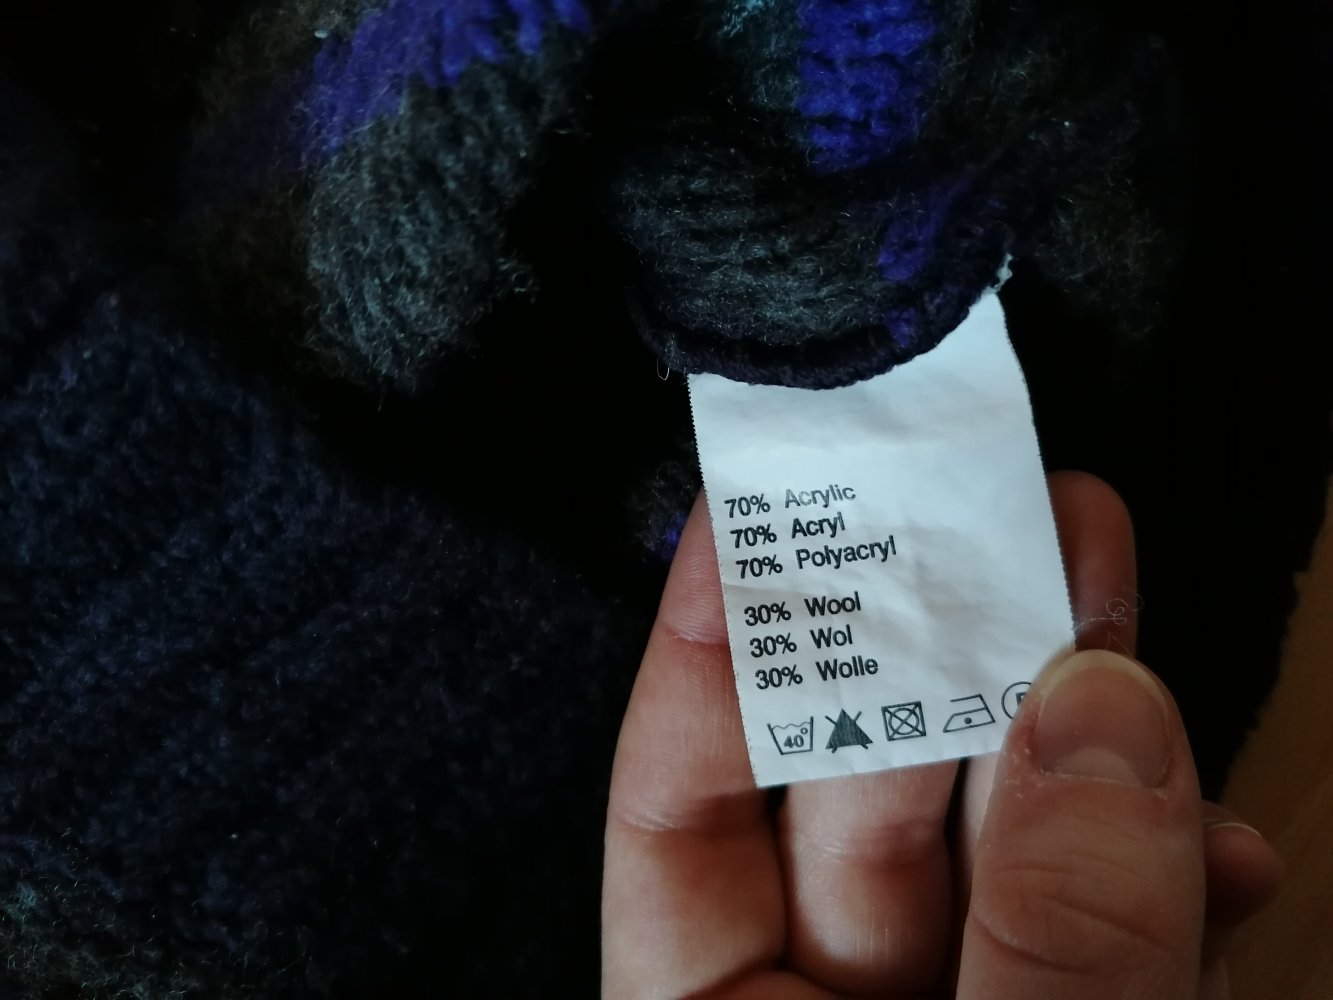 70% Acrylic
70% Acryl
70% Polyacryl
30% Wool
30% Wol
30% Wolle
40°